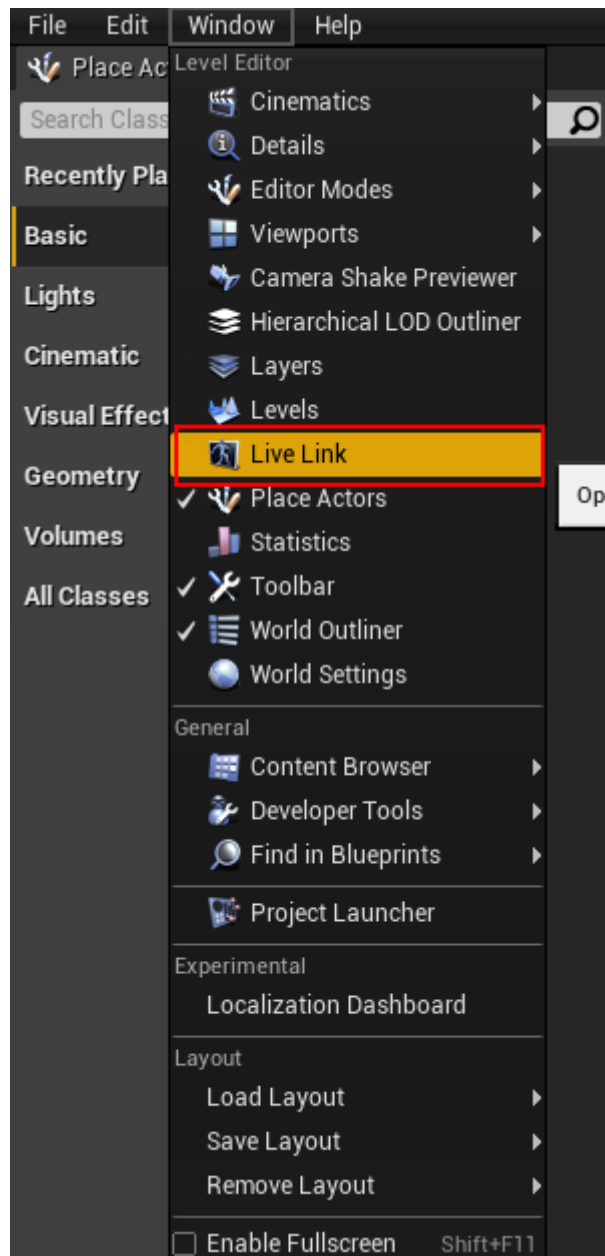 File Edit Window Help
Place Ac
Level Editor
Search Class
Cinematics
Details
Recently Pla
Editor Modes
Basic
Viewports
Camera Shake Previewer
Lights
Hierarchical LOD Outliner
Cinematic
Layers
Visual Effect
Levels
Live Link
Geometry
Place Actors
Op
Volumes
Statistics
All Classes
Toolbar
World Outliner
World Settings
General
Content Browser
Developer Tools
Find in Blueprints
Project Launcher
Experimental
Localization Dashboard
Layout
Load Layout
Save Layout
Remove Layout
Enable Fullscreen Shift+F11